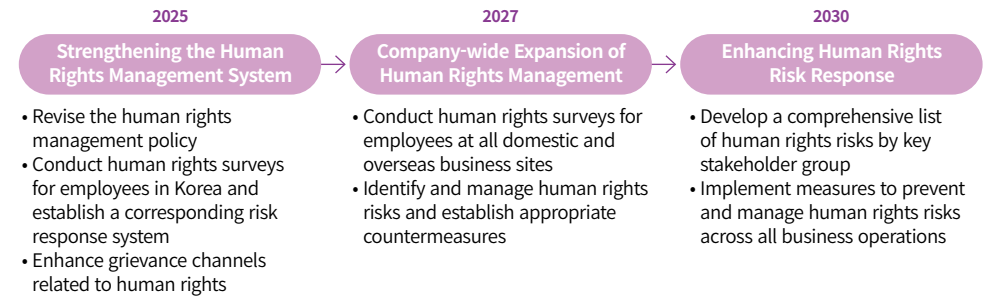 2025
Strengthening the Human
Rights Management System
• Revise the human rights
management policy
• Conduct human rights surveys
for employees in Korea and
establish a corresponding risk
response system
• Enhance grievance channels
related to human rights
2027
Company-wide Expansion of
Human Rights Management
• Conduct human rights surveys for
employees at all domestic and
overseas business sites
• Identify and manage human rights
risks and establish appropriate
countermeasures
2030
Enhancing Human Rights
Risk Response
• Develop a comprehensive list
of human rights risks by key
stakeholder group
• Implement measures to prevent
and manage human rights risks
across all business operations